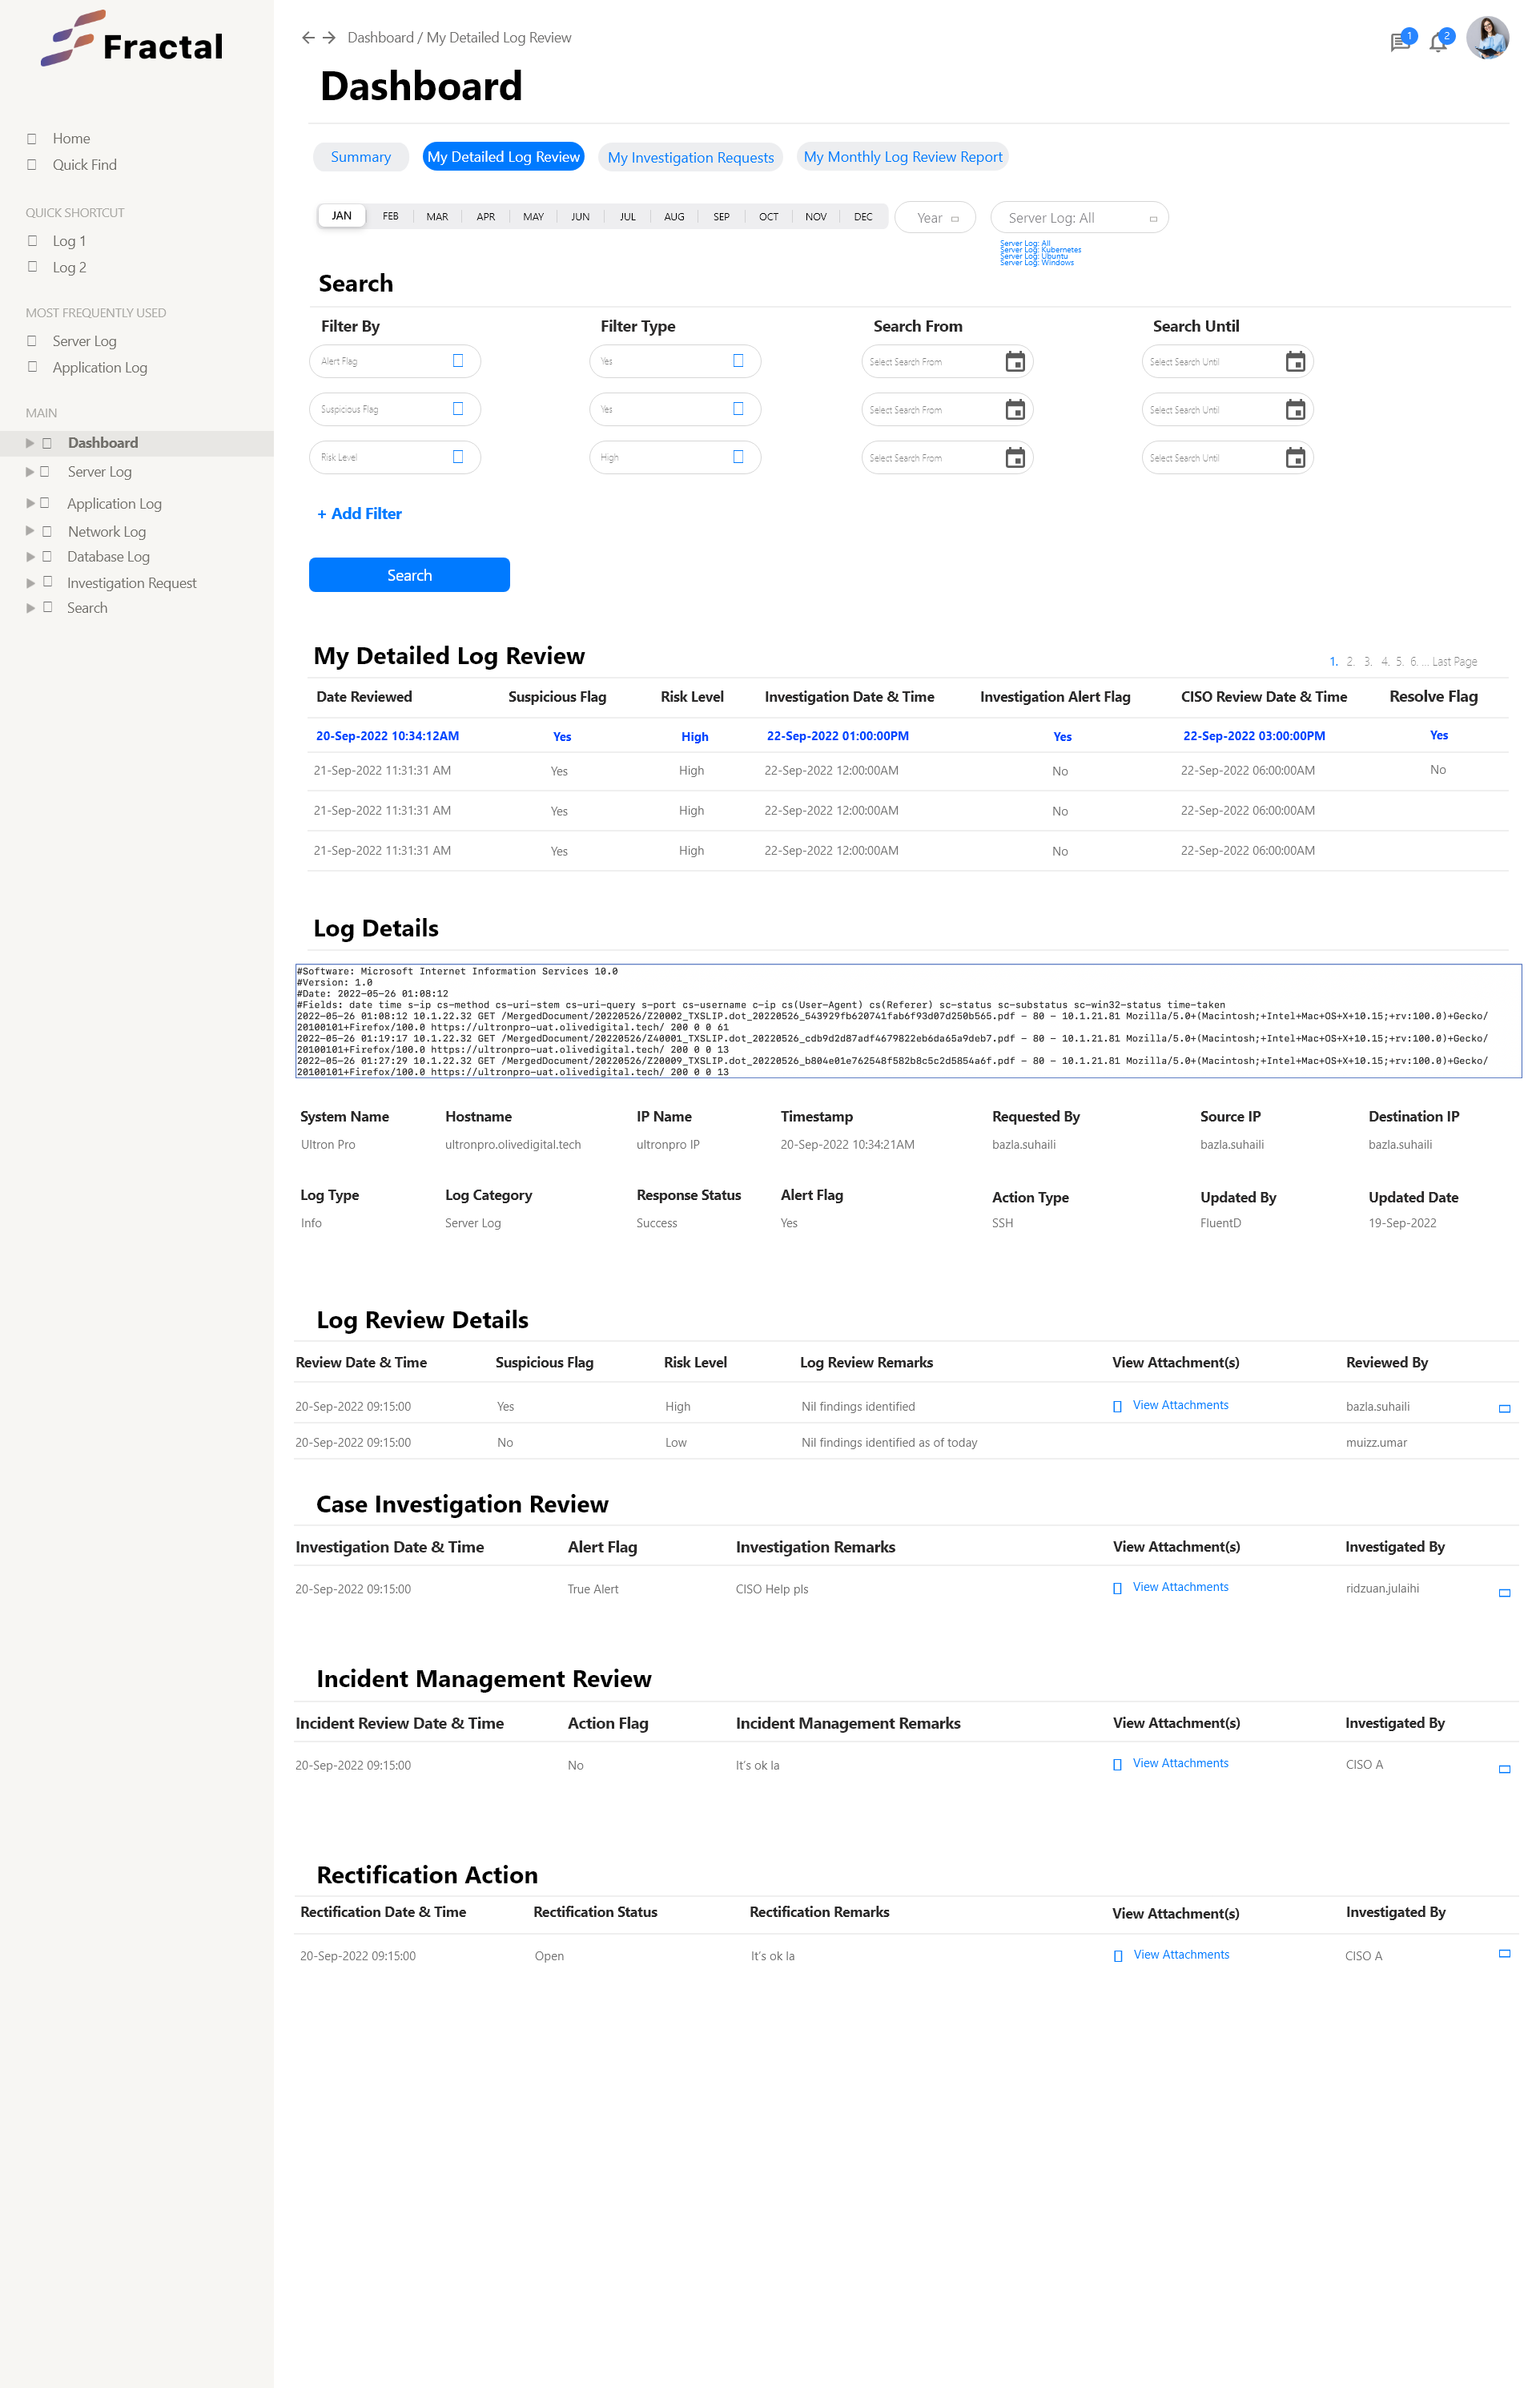 Fractal
Home
Quick Find
QUICK SHORTCUT
Log 1
Log 2
MOST FREQUENTLY USED
Server Log
Application Log
MAIN
Dashboard
Server Log
Application Log
Network Log
Database Log
Investigation Request
Search
Dashboard / My Detailed Log Review
1
2
Dashboard
Summary My Detailed Log Review My Investigation Requests My Monthly Log Review Report
JAN FEB MAR APR MAY JUN JUL AUG SEP OCT NOV DEC Year Server Log: All
Server Log: All
Server Log: Kubernetes
Server Log: Ubuntu
Server Log: Windows
Search
Filter By Filter Type Search From Search Until
Alert Flag Yes Select Search From Select Search Until
Suspicious Flag Yes Select Search From Select Search Until
Risk Level High Select Search From Select Search Until
+ Add Filter
Search
My Detailed Log Review
1. 2. 3. 4. 5. 6. ... Last Page
Date Reviewed Suspicious Flag Risk Level Investigation Date & Time Investigation Alert Flag CISO Review Date & Time Resolve Flag
20-Sep-2022 10:34:12AM Yes High 22-Sep-2022 01:00:00PM Yes 22-Sep-2022 03:00:00PM Yes
21-Sep-2022 11:31:31 AM Yes High 22-Sep-2022 12:00:00AM No 22-Sep-2022 06:00:00AM No
21-Sep-2022 11:31:31 AM Yes High 22-Sep-2022 12:00:00AM No 22-Sep-2022 06:00:00AM
21-Sep-2022 11:31:31 AM Yes High 22-Sep-2022 12:00:00AM No 22-Sep-2022 06:00:00AM
Log Details
#Software: Microsoft Internet Information Services 10.0
#Version: 1.0
#Date: 2022-05-26 01:08:12
#Fields: date time s-ip cs-method cs-uri-stem cs-uri-query s-port cs-username c-ip cs(User-Agent) cs(Referer) sc-status sc-substatus sc-win32-status time-taken
2022-05-26 01:08:12 10.1.22.32 GET /MergedDocument/20220526/Z20002_TXSLIP.dot_20220526_543929fb620741fab6f93d07d250b565.pdf - 80 - 10.1.21.81 Mozilla/5.0+(Macintosh;+Intel+Mac+OS+X+10.15;+rv:100.0)+Gecko/
20100101+Firefox/100.0 https://ultronpro-uat.olivedigital.tech/ 200 0 0 61
2022-05-26 01:19:17 10.1.22.32 GET /MergedDocument/20220526/Z40001_TXSLIP.dot_20220526_cdb9d2d87adf4679822eb6da65a9deb7.pdf - 80 - 10.1.21.81 Mozilla/5.0+(Macintosh;+Intel+Mac+OS+X+10.15;+rv:100.0)+Gecko/
20100101+Firefox/100.0 https://ultronpro-uat.olivedigital.tech/ 200 0 0 13
2022-05-26 01:27:29 10.1.22.32 GET /MergedDocument/20220526/Z20009_TXSLIP.dot_20220526_b804e01e762548f582b8c5c2d5854a6f.pdf - 80 - 10.1.21.81 Mozilla/5.0+(Macintosh;+Intel+Mac+OS+X+10.15;+rv:100.0)+Gecko/
20100101+Firefox/100.0 https://ultronpro-uat.olivedigital.tech/ 200 0 0 13
System Name Hostname IP Name Timestamp Requested By Source IP Destination IP
Ultron Pro ultronpro.olivedigital.tech ultronpro IP 20-Sep-2022 10:34:21AM bazla.suhaili bazla.suhaili bazla.suhaili
Log Type Log Category Response Status Alert Flag Action Type Updated By Updated Date
Info Server Log Success Yes SSH FluentD 19-Sep-2022
Log Review Details
Review Date & Time Suspicious Flag Risk Level Log Review Remarks View Attachment(s) Reviewed By
20-Sep-2022 09:15:00 Yes High Nil findings identified View Attachments bazla.suhaili
20-Sep-2022 09:15:00 No Low Nil findings identified as of today muizz.umar
Case Investigation Review
Investigation Date & Time Alert Flag Investigation Remarks View Attachment(s) Investigated By
20-Sep-2022 09:15:00 True Alert CISO Help pls View Attachments ridzuan.julaihi
Incident Management Review
Incident Review Date & Time Action Flag Incident Management Remarks View Attachment(s) Investigated By
20-Sep-2022 09:15:00 No It's ok la View Attachments CISO A
Rectification Action
Rectification Date & Time Rectification Status Rectification Remarks View Attachment(s) Investigated By
20-Sep-2022 09:15:00 Open It's ok la View Attachments CISO A